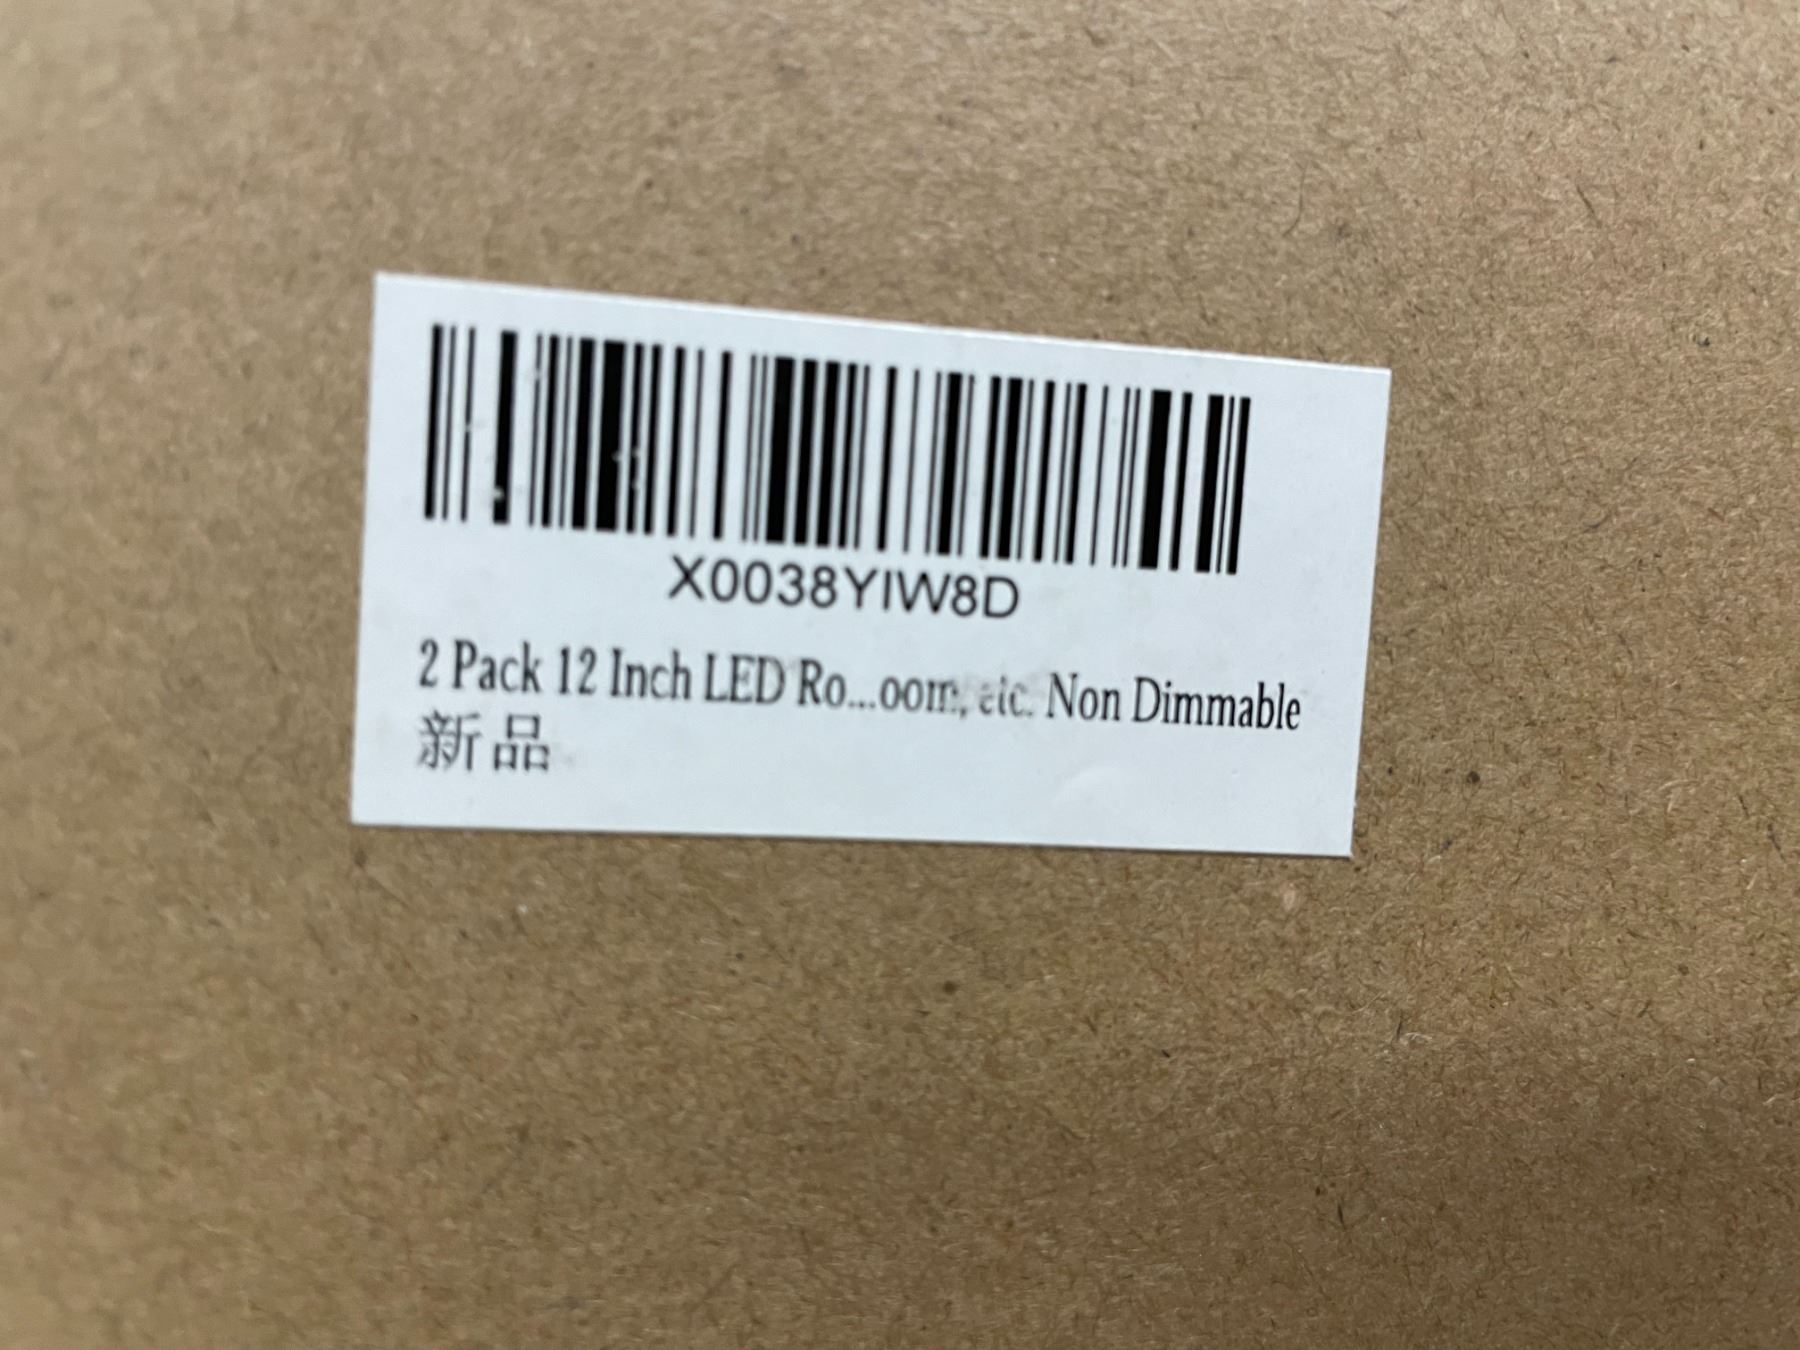 X0038YIW8D
2 Pack 12 Inch LED Ro...oom, etc. Non Dimmable
新品